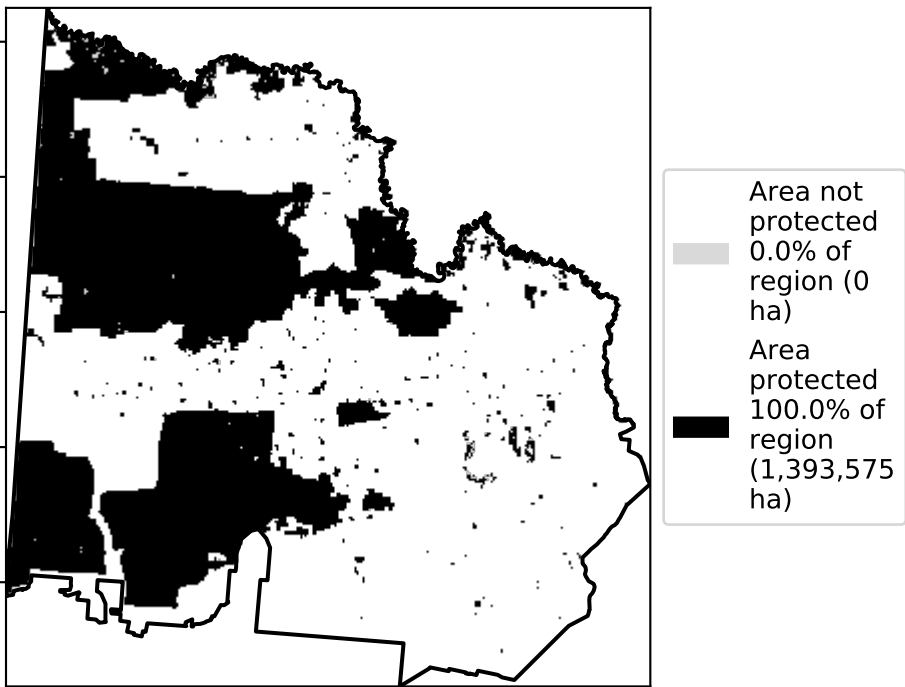 Area not
protected
0.0% of
region (0
ha)
Area
protected
100.0% of
region
(1,393,575
ha)